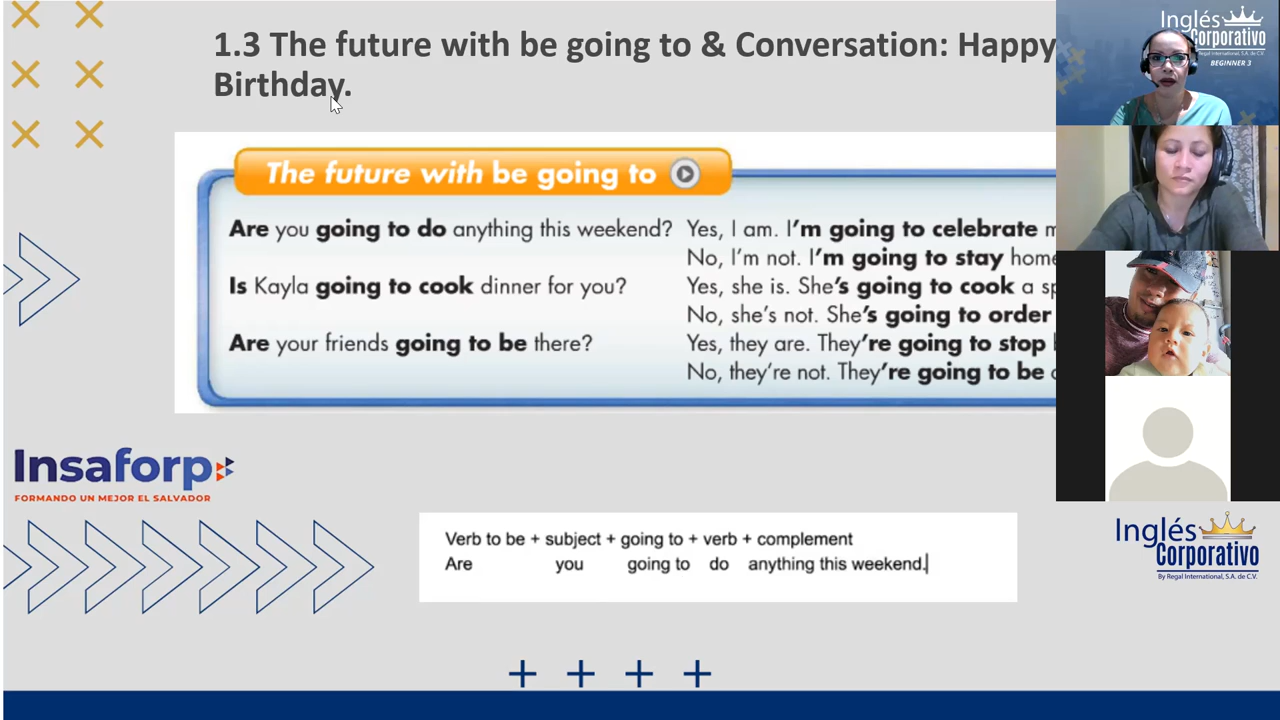 1.3 The future with be going to & Conversation: Happy
Birthday.
The future with be going to
Are you going to do anything this weekend? Yes, I am. I'm going to celebrate
No, I'm not. I'm going to stay home
Is Kayla going to cook dinner for you? Yes, she is. She's going to cook a
No, she's not. She's going to order
Are your friends going to be there? Yes, they are. They're going to stop
No, they're not. They're going to be
Insaforp
FORMANDO UN MEJOR EL SALVADOR
Verb to be + subject + going to + verb + complement
Are you going to do anything this weekend.
Inglés
Corporativo
By Regal International, S.A. de C.V.
Inglés
Corporativo
By Regal International, S.A. de C.V.
BEGINNER 3